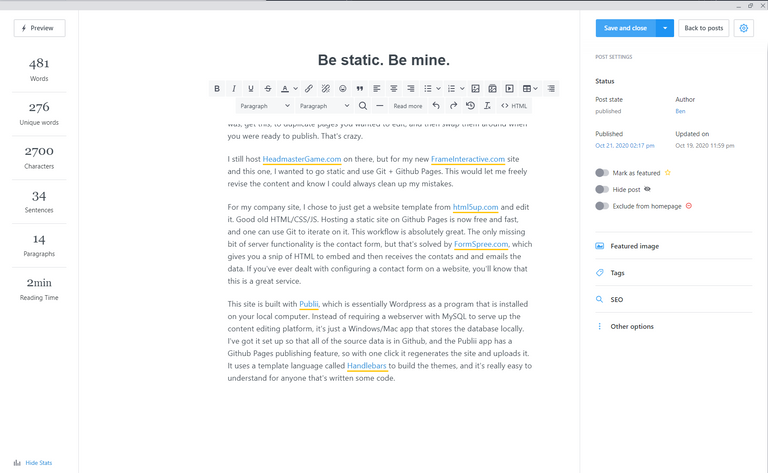 Preview
Save and close
Back to posts
481
Words
276
Unique words
2700
Characters
34
Sentences
14
Paragraphs
2min
Reading Time
Hide Stats
Be static. Be mine.
B I U S A
Paragraph Paragraph Read more HTML
was, get this, to duplicate pages you wanted to edit, and then swap them around when
you were ready to publish. That's crazy.
I still host HeadmasterGame.com on there, but for my new FrameInteractive.com site
and this one, I wanted to go static and use Git + Github Pages. This would let me freely
revise the content and know I could always clean up my mistakes.
For my company site, I chose to just get a website template from html5up.com and edit
it. Good old HTML/CSS/JS. Hosting a static site on Github Pages is now free and fast,
and one can use Git to iterate on it. This workflow is absolutely great. The only missing
bit of server functionality is the contact form, but that's solved by FormSpree.com, which
gives you a snip of HTML to embed and then receives the contats and and emails the
data. If you've ever dealt with configuring a contact form on a website, you'll know that
this is a great service.
This site is built with Publii, which is essentially Wordpress as a program that is installed
on your local computer. Instead of requiring a webserver with MySQL to serve up the
content editing platform, it's just a Windows/Mac app that stores the database locally.
I've got it set up so that all of the source data is in Github, and the Publii app has a
Github Pages publishing feature, so with one click it regenerates the site and uploads it.
It uses a template language called Handlebars to build the themes, and it's really easy to
understand for anyone that's written some code.
POST SETTINGS
Status
Post state
published
Author
Ben
Published
Oct 21, 2020 02:17 pm
Updated on
Oct 19, 2020 11:59 pm
Mark as featured
Hide post
Exclude from homepage
Featured image
Tags
SEO
Other options